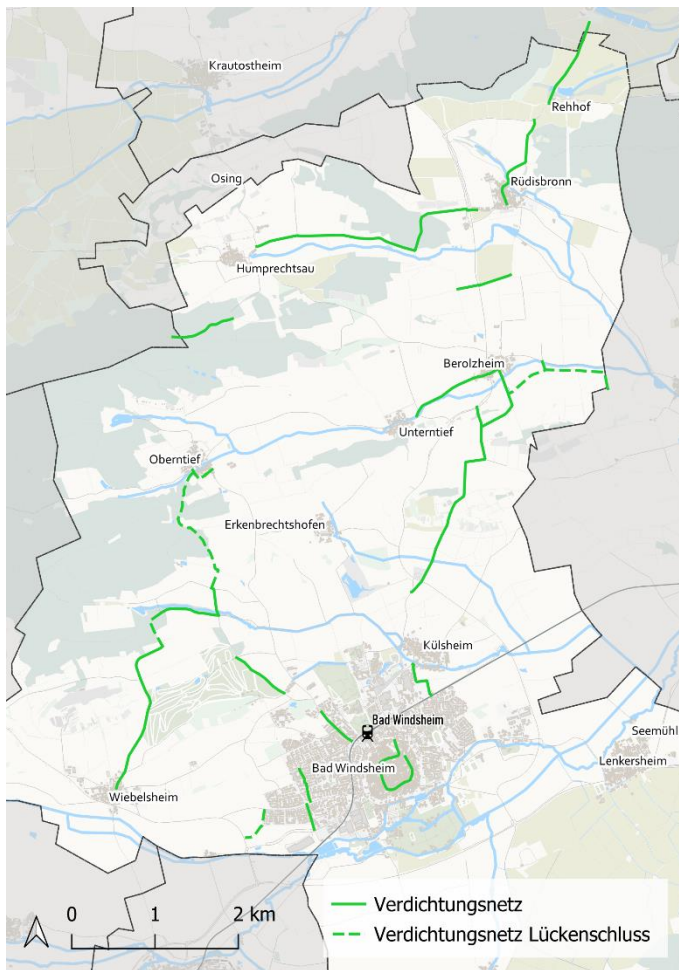 Krautostheim
Rehhof
Osing
Rüdisbronn
Humprechtsau
Berolzheim
Unterntief
Oberntief
Erkenbrechtshofen
Külsheim
Bad Windsheim
Seemühl
Lenkersheim
Bad Windsheim
Wiebelsheim
0 1 2 km
Verdichtungsnetz
Verdichtungsnetz Lückenschluss